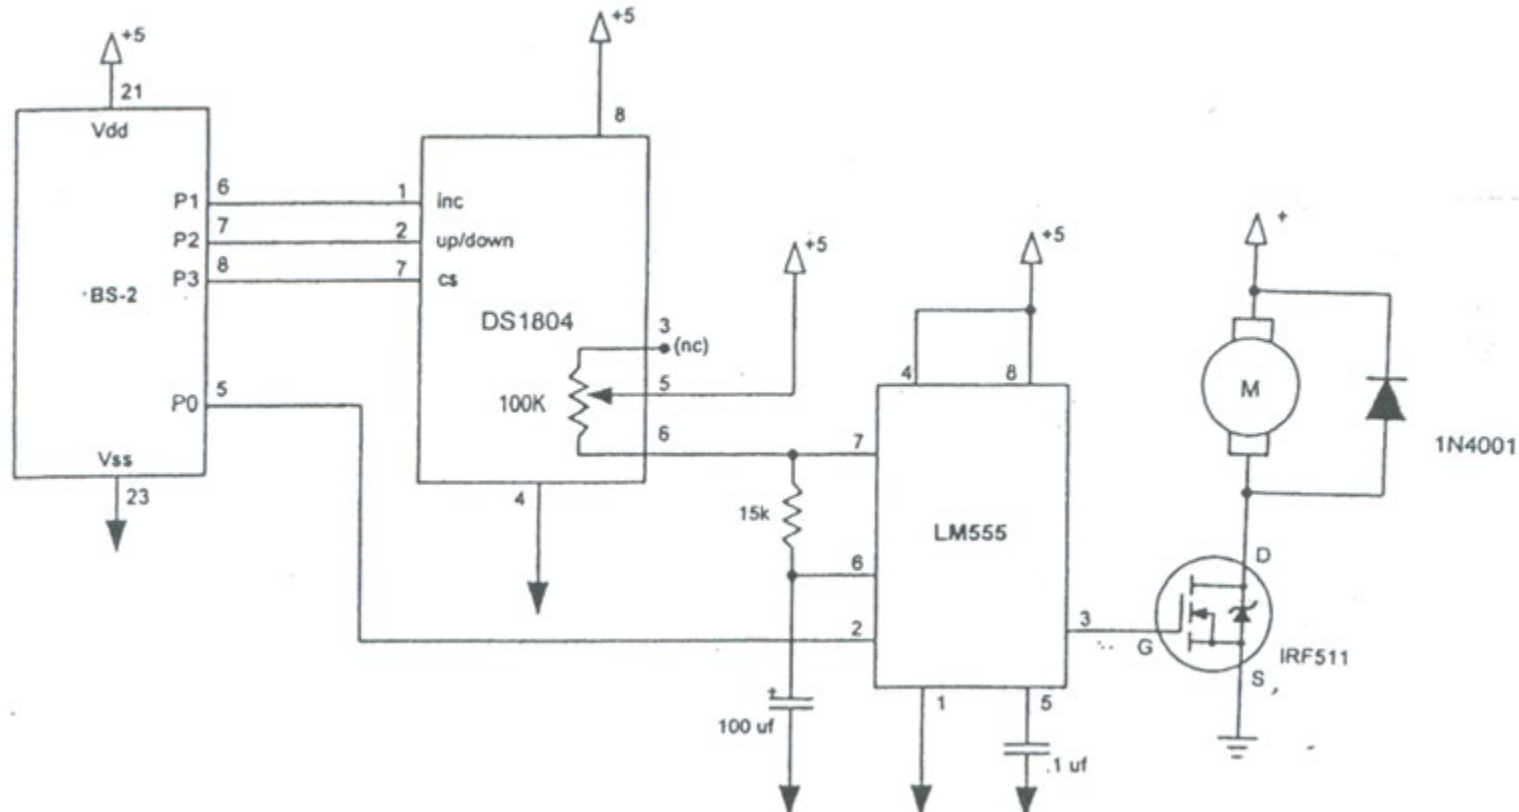 +5
21
Vdd
P1
6
P2
7
P3
8
BS-2
P0
5
Vss
23
+5
8
1
inc
2
up/down
7
cs
DS1804
3
(nc)
5
100K
6
4
+5
15k
100 uf
+
+5
4
8
7
LM555
6
2
3
1
5
.1 uf
+
M
1N4001
D
G
S
IRF511